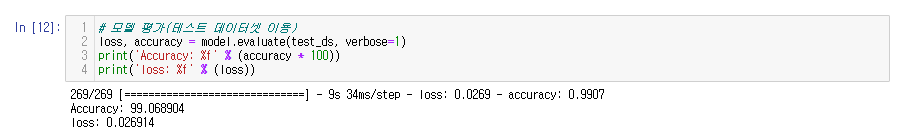 In [12]:
1 # 모델 평가(테스트 데이터셋 이용)
2 loss, accuracy = model.evaluate(test_ds, verbose=1)
3 print('Accuracy: %f' % (accuracy * 100))
4 print('loss: %f' % (loss))
269/269 [==============================] - 9s 34ms/step - loss: 0.0269 - accuracy: 0.9907
Accuracy: 99.068904
loss: 0.026914